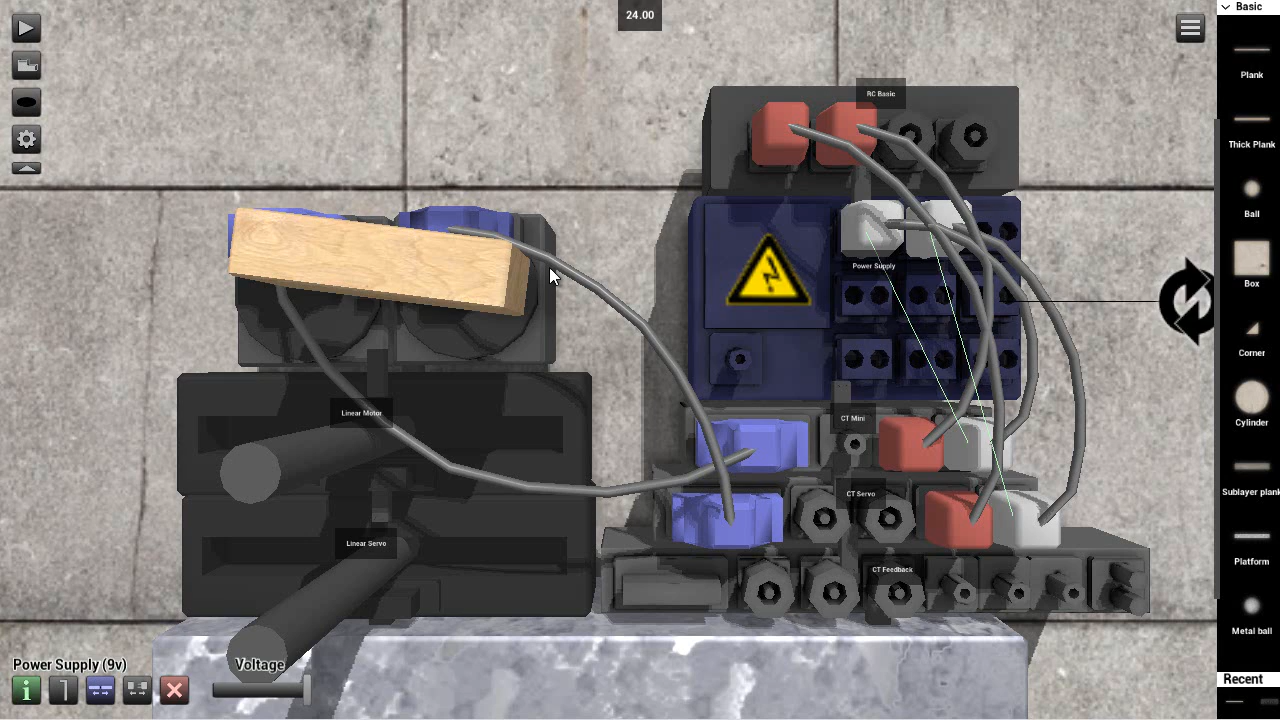 24.00
Basic
Plank
Thick Plank
Ball
Box
Corner
Cylinder
Sublayer plank
Platform
Metal ball
Recent
RC Basic
Power Supply
CT Mini
CT Servo
CT Feedback
Linear Motor
Linear Servo
Power Supply (9v)
Voltage